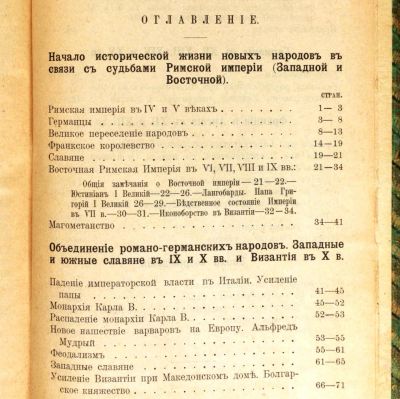 ОГЛАВЛЕНІЕ.
Начало исторической жизни новыхъ народовъ въ
связи съ судьбами Римской имперіи (Западной и
Восточной).
СТРАН.
Римская имперія въ IV и V вѣкахъ . . . 1— 3
Германцы . . . 3— 8
Великое переселеніе народовъ . . . 8—13
Франкское королевство . . . 14—19
Славяне . . . 19—21
Восточная Римская Имперія въ VI, VII, VIII и IX вв.: 21—34
Общія замѣчанія о Восточной имперіи —21—22.—
Юстиніанъ I Великій—22—26.—Лангобарды. Папа Григорій
горій I Великій 26—29.—Бѣдственное состояніе Имперіи
въ VII в.—30—31.—Иконоборство въ Византіи—32—34.
Магометанство . . . 34—41
Объединеніе романо-германскихъ народовъ. Западные
и южные славяне въ IX и X вв. и Византія въ X в.
Паденіе императорской власти въ Италіи. Усиленіе
папы . . . 41—45
Монархія Карла В. . . . 45—52
Распаленіе монархіи Карла В. . . . 52—53
Новое нашествіе варваровъ на Европу. Альфредъ
Мудрый . . . 53—55
Феодализмъ . . . 55—61
Западные славяне . . . 61—65
Усиленіе Византіи при Македонскомъ домѣ. Болгар-
ское княжество . . . 66—71